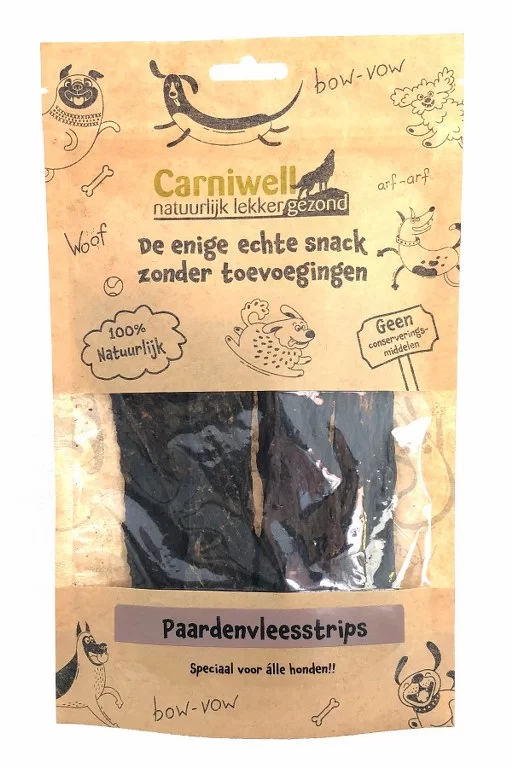 bow-vow
Carniwell
natuurlijk lekker gezond
arf-arf
Woof
De enige echte snack
zonder toevoegingen
100%
Natuurlijk
Geen
conserverings-
middelen
Paardenvleesstrips
Speciaal voor álle honden!!
bow-vow